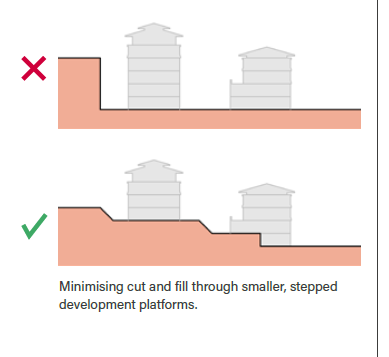 Minimising cut and fill through smaller, stepped
development platforms.